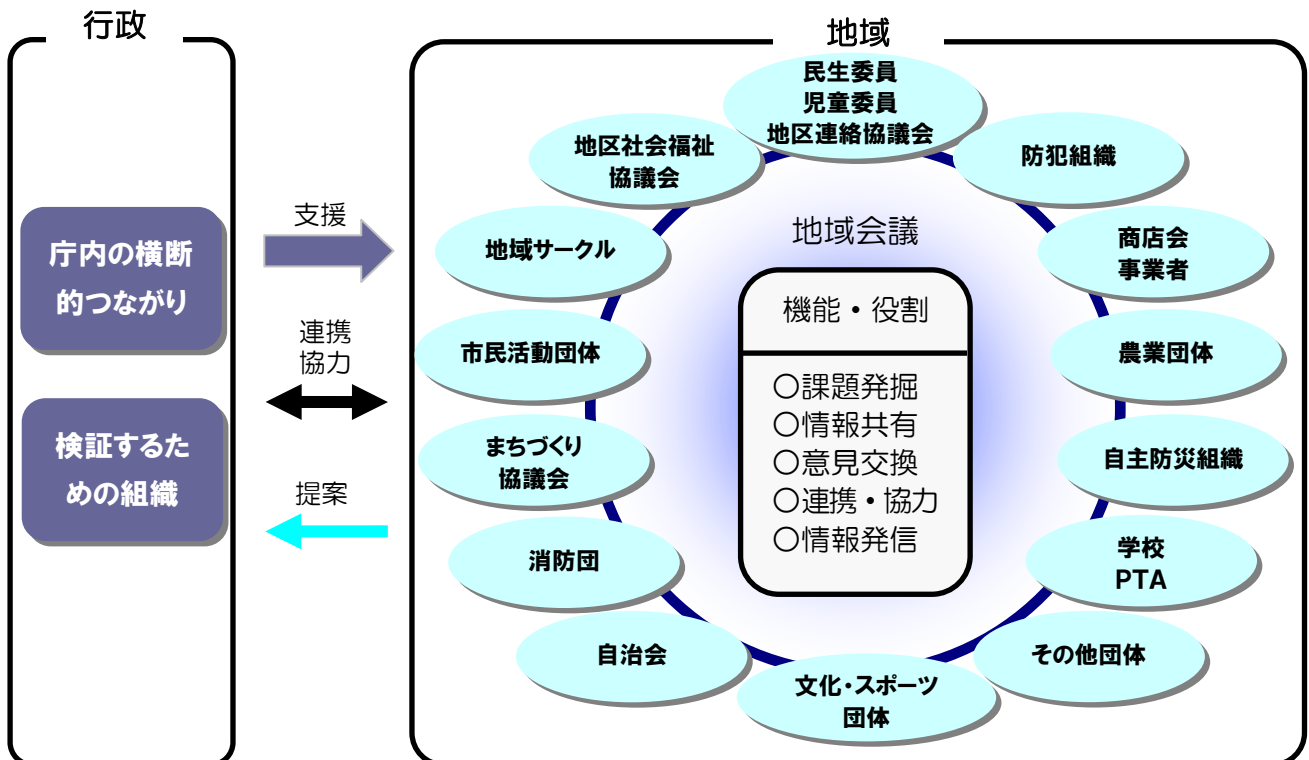 行政
庁内の横断
的つながり
検証するた
めの組織
支援
連携
協力
提案
地域
民生委員
児童委員
地区連絡協議会
防犯組織
商店会
事業者
農業団体
自主防災組織
学校
PTA
その他団体
文化・スポーツ
団体
自治会
消防団
まちづくり
協議会
市民活動団体
地域サークル
地区社会福祉
協議会
地域会議
機能・役割
〇課題発掘
〇情報共有
〇意見交換
〇連携・協力
〇情報発信